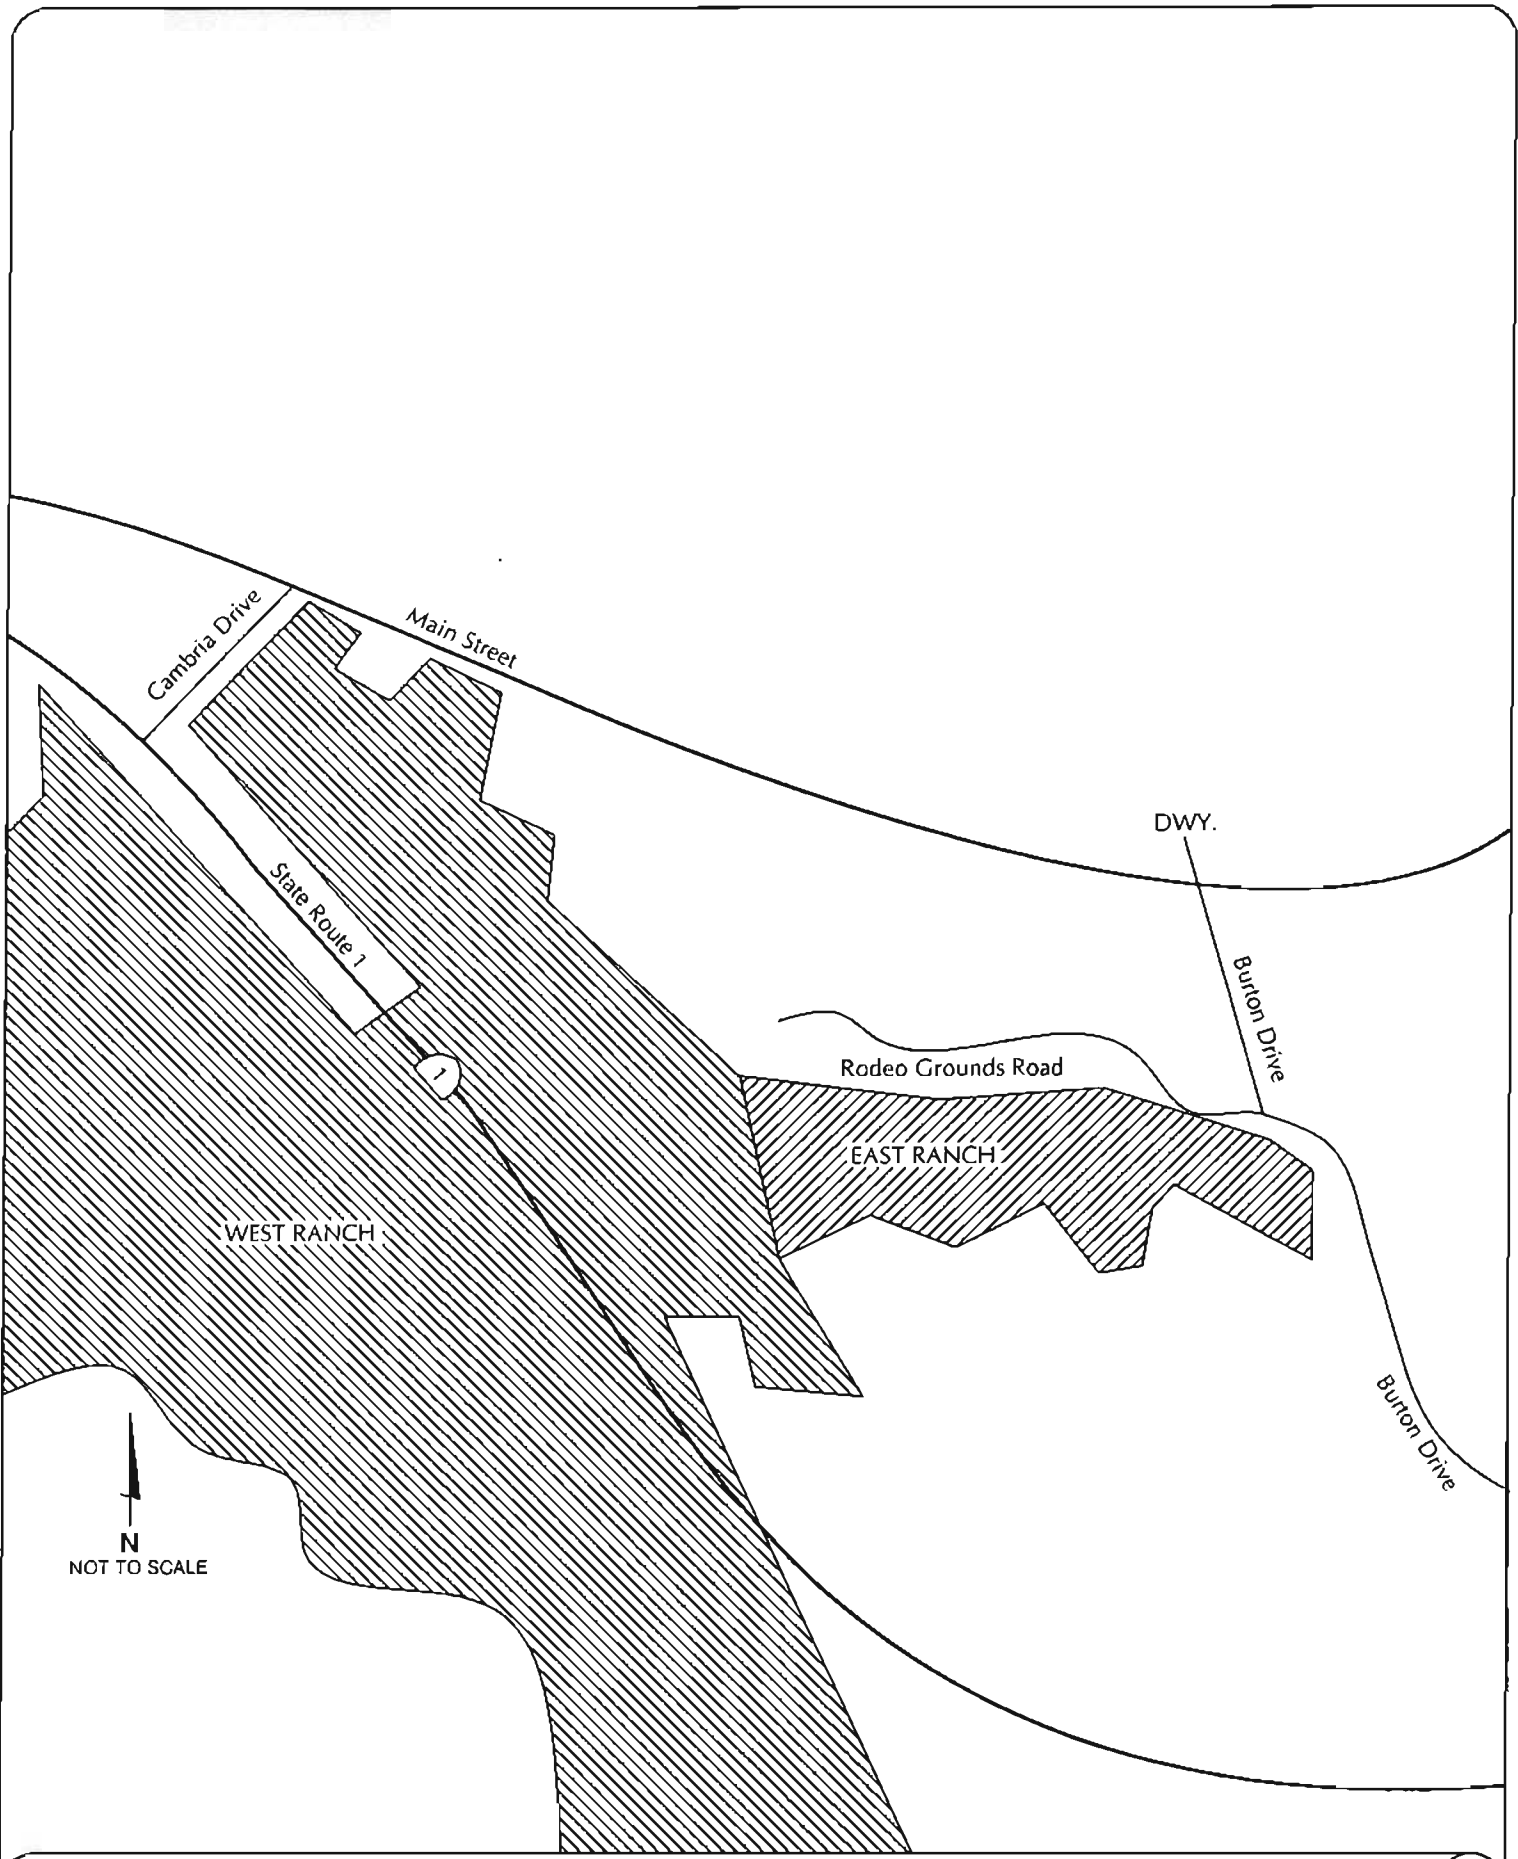 Cambria Drive
Main Street
DWY.
State Route 1
Burton Drive
1
Rodeo Grounds Road
EAST RANCH
WEST RANCH
Burton Drive
N
NOT TO SCALE